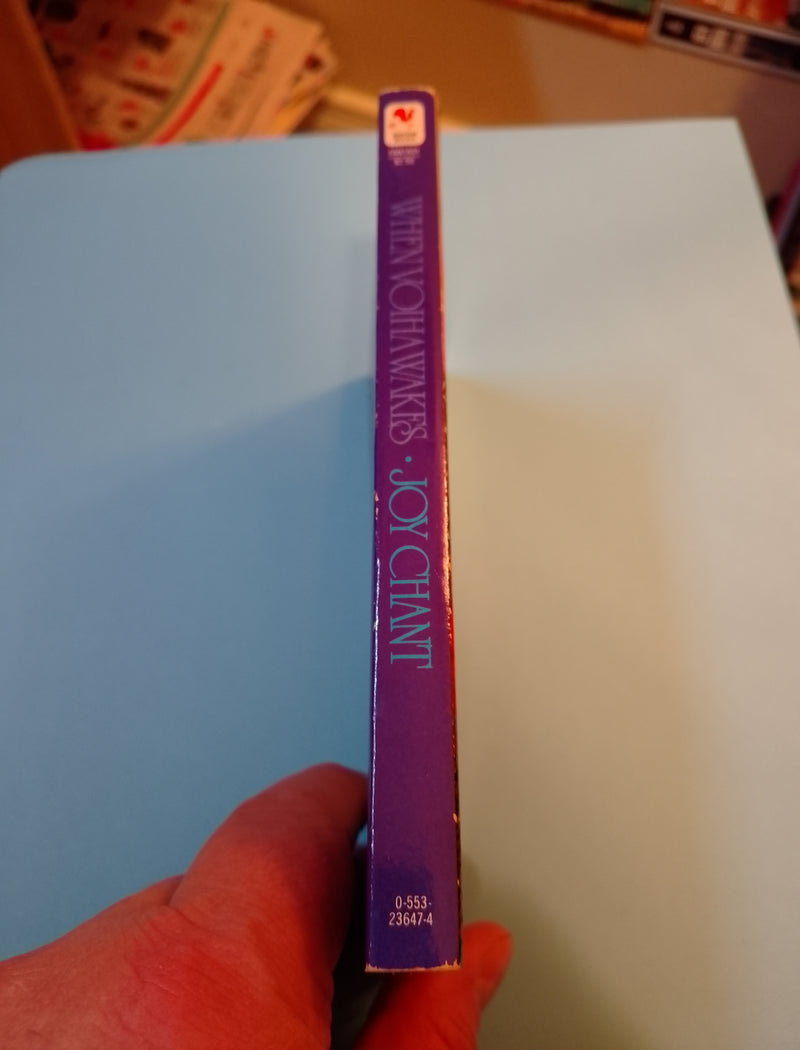 WHEN VOIHA WAKES • JOY CHANT
0-553-
23647-4